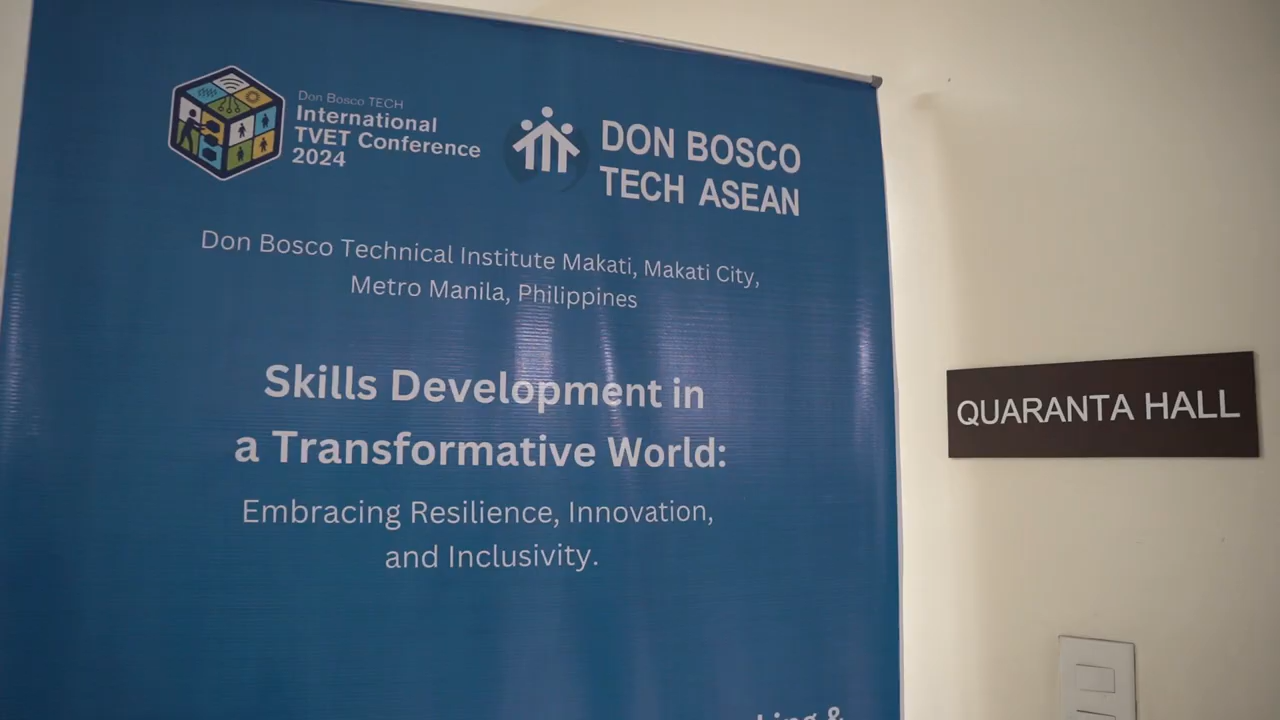 Don Bosco TECH
International
TVET Conference
2024
DON BOSCO
TECH ASEAN
Don Bosco Technical Institute Makati, Makati City,
Metro Manila, Philippines
Skills Development in
a Transformative World:
Embracing Resilience, Innovation,
and Inclusivity.
QUARANTA HALL
&